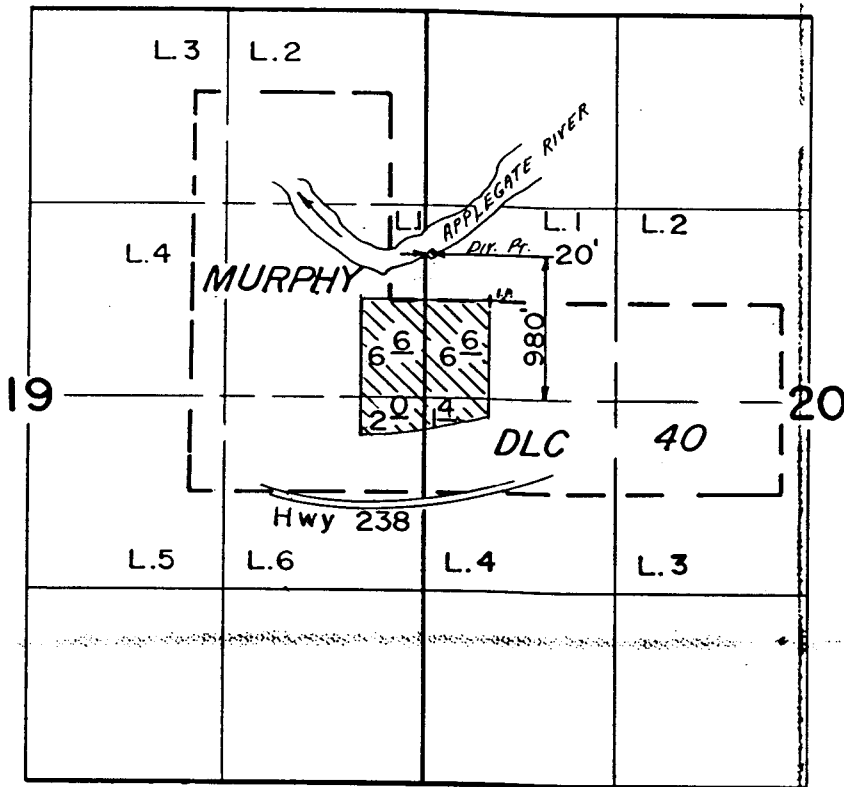 L.3 L.2
APPLEGATE RIVER
L.1 L.1 L.2
L.4 DIV. PT. 20'
MURPHY
980'
6 6 6 6
19 20
2 0 1 4
DLC 40
Hwy 238
L.5 L.6 L.4 L.3